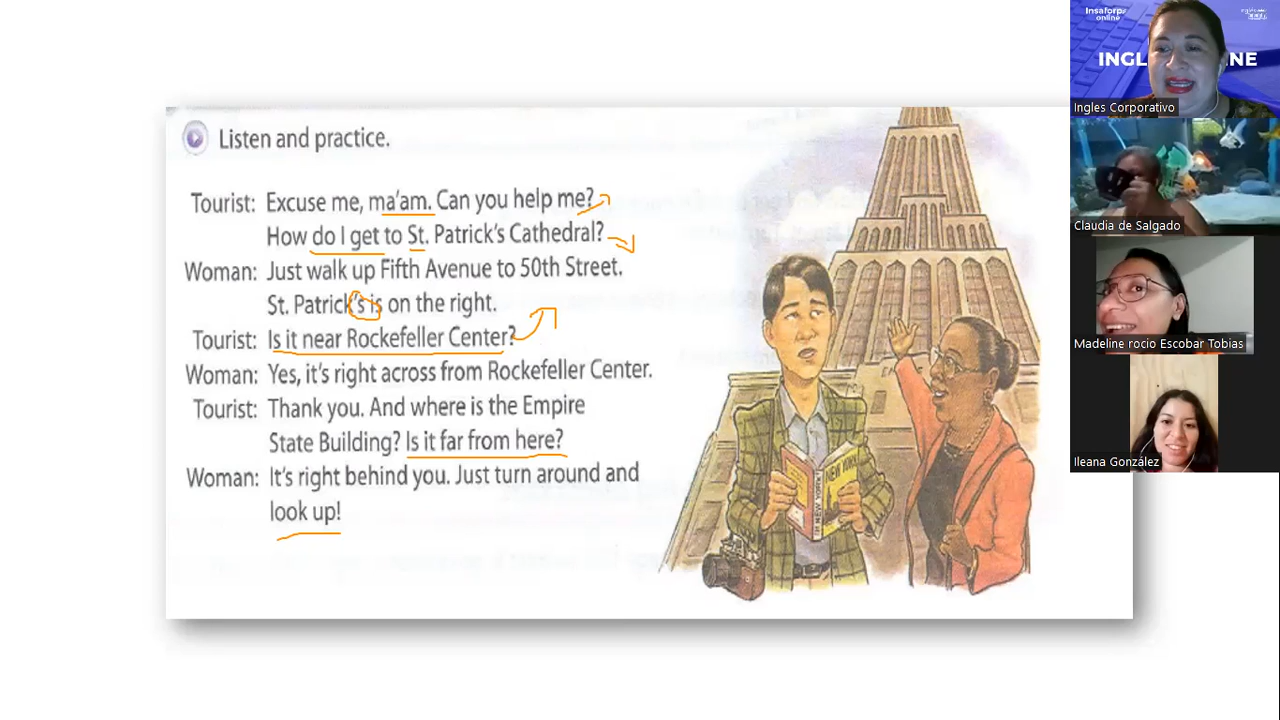 Listen and practice.
Tourist: Excuse me, ma'am. Can you help me?
How do I get to St. Patrick's Cathedral?
Woman: Just walk up Fifth Avenue to 50th Street.
St. Patrick's is on the right.
Tourist: Is it near Rockefeller Center?
Woman: Yes, it's right across from Rockefeller Center.
Tourist: Thank you. And where is the Empire
State Building? Is it far from here?
Woman: It's right behind you. Just turn around and
look up!
NEW YORK
Insaforp
online
Ingles Corporativo
Claudia de Salgado
Madeline rocio Escobar Tobias
Ileana González